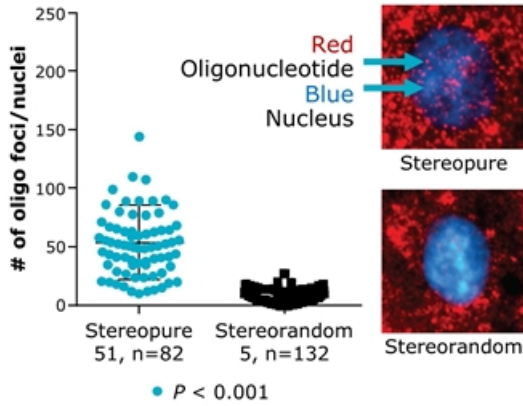 # of oligo foci/nuclei
250
200
150
100
50
0
Stereopure
51, n=82
Stereorandom
5, n=132
P < 0.001
Red
Oligonucleotide
Blue
Nucleus
Stereopure
Stereorandom